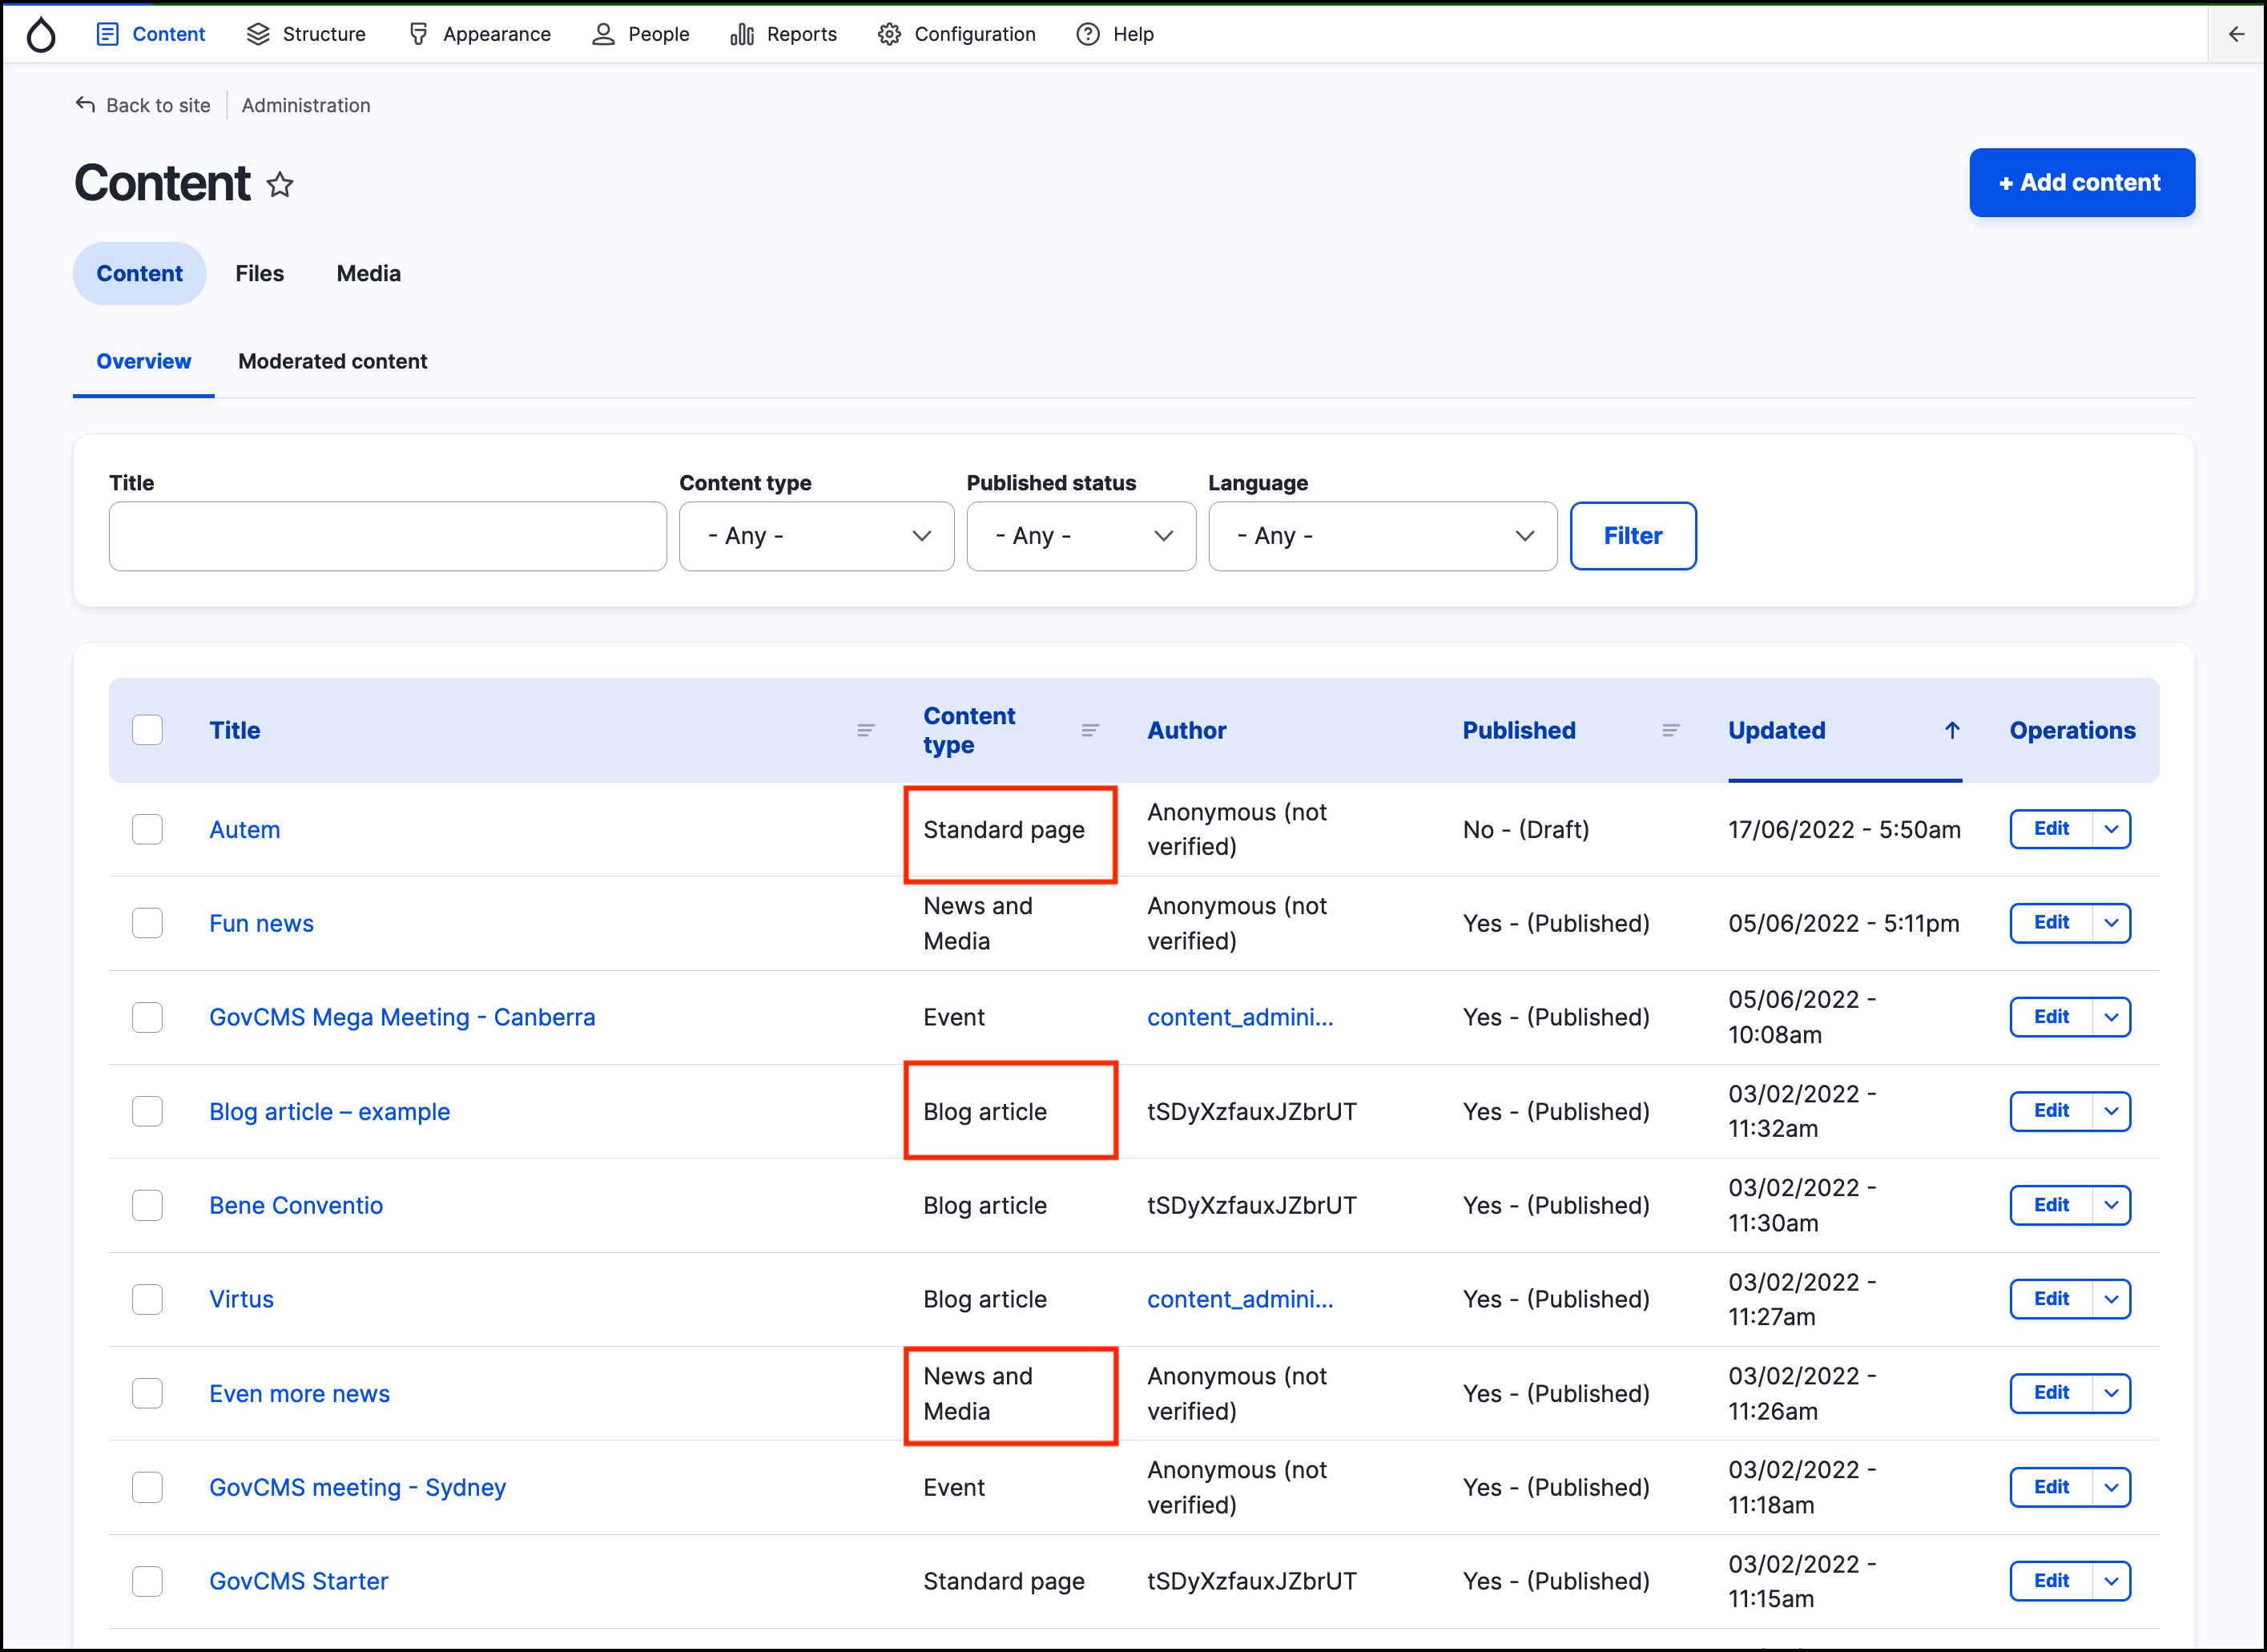 Content Structure Appearance People Reports Configuration Help
Back to site Administration
Content
+ Add content
Content Files Media
Overview Moderated content
Title Content type Published status Language
- Any - - Any - - Any - Filter
Title Content type Author Published Updated Operations
Autem Standard page Anonymous (not verified) No - (Draft) 17/06/2022 - 5:50am Edit
Fun news News and Media Anonymous (not verified) Yes - (Published) 05/06/2022 - 5:11pm Edit
GovCMS Mega Meeting - Canberra Event content_admini... Yes - (Published) 05/06/2022 - 10:08am Edit
Blog article – example Blog article tSDyXzfauxJZbrUT Yes - (Published) 03/02/2022 - 11:32am Edit
Bene Conventio Blog article tSDyXzfauxJZbrUT Yes - (Published) 03/02/2022 - 11:30am Edit
Virtus Blog article content_admini... Yes - (Published) 03/02/2022 - 11:27am Edit
Even more news News and Media Anonymous (not verified) Yes - (Published) 03/02/2022 - 11:26am Edit
GovCMS meeting - Sydney Event Anonymous (not verified) Yes - (Published) 03/02/2022 - 11:18am Edit
GovCMS Starter Standard page tSDyXzfauxJZbrUT Yes - (Published) 03/02/2022 - 11:15am Edit